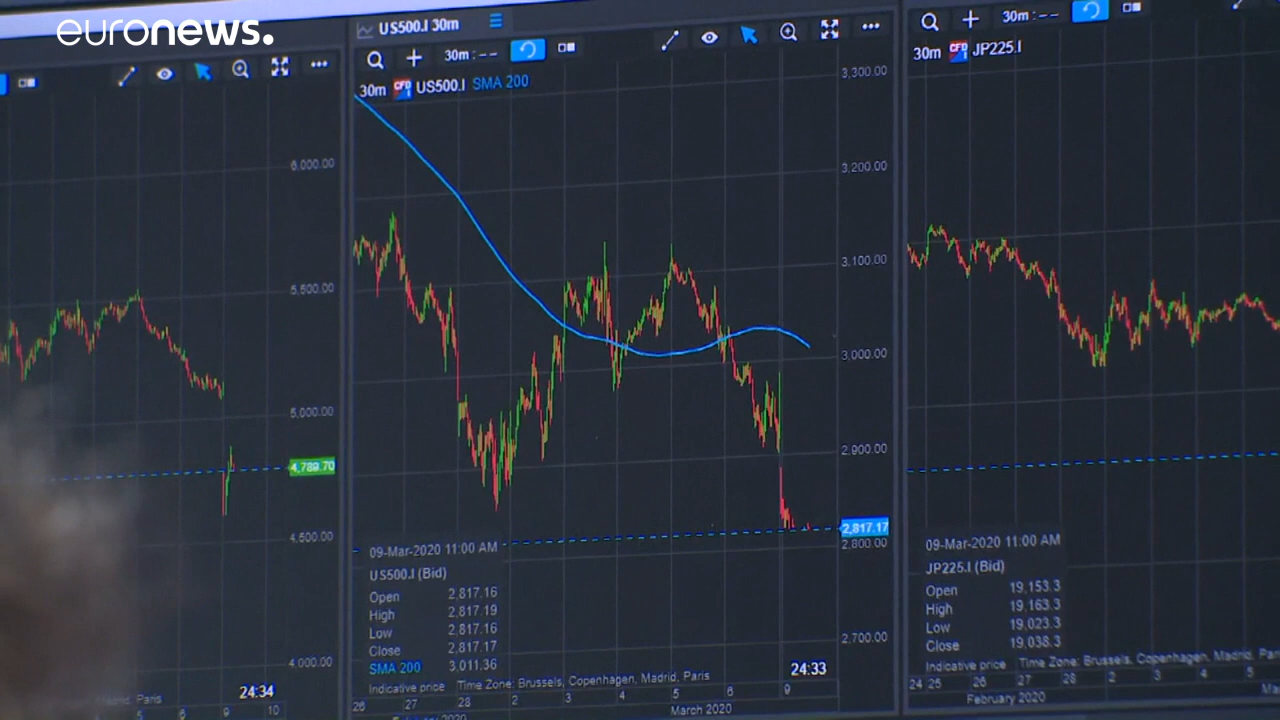 euronews.
6,000.00
5,500.00
5,000.00
4,789.70
4,500.00
4,000.00
Paris
24:34
5 6 9 10
US500.I 30m
30m: --
30m CFD US500.I SMA 200
3,300.00
3,200.00
3,100.00
3,000.00
2,900.00
2,817.17
2,800.00
2,700.00
09-Mar-2020 11:00 AM
US500.I (Bid)
Open 2,817.16
High 2,817.19
Low 2,817.16
Close 2,817.17
SMA 200 3,011.36
24:33
Indicative price Time Zone: Brussels, Copenhagen, Madrid, Paris
26 27 28 2 3 4 5 6 9
March 2020
30m: --
30m CFD JP225.I
09-Mar-2020 11:00 AM
JP225.I (Bid)
Open 19,153.3
High 19,163.3
Low 19,023.3
Close 19,038.3
Indicative price Time Zone: Brussels, Copenhagen, Madrid, Par
24 25 26 27 28 2 3 4 5
February 2020